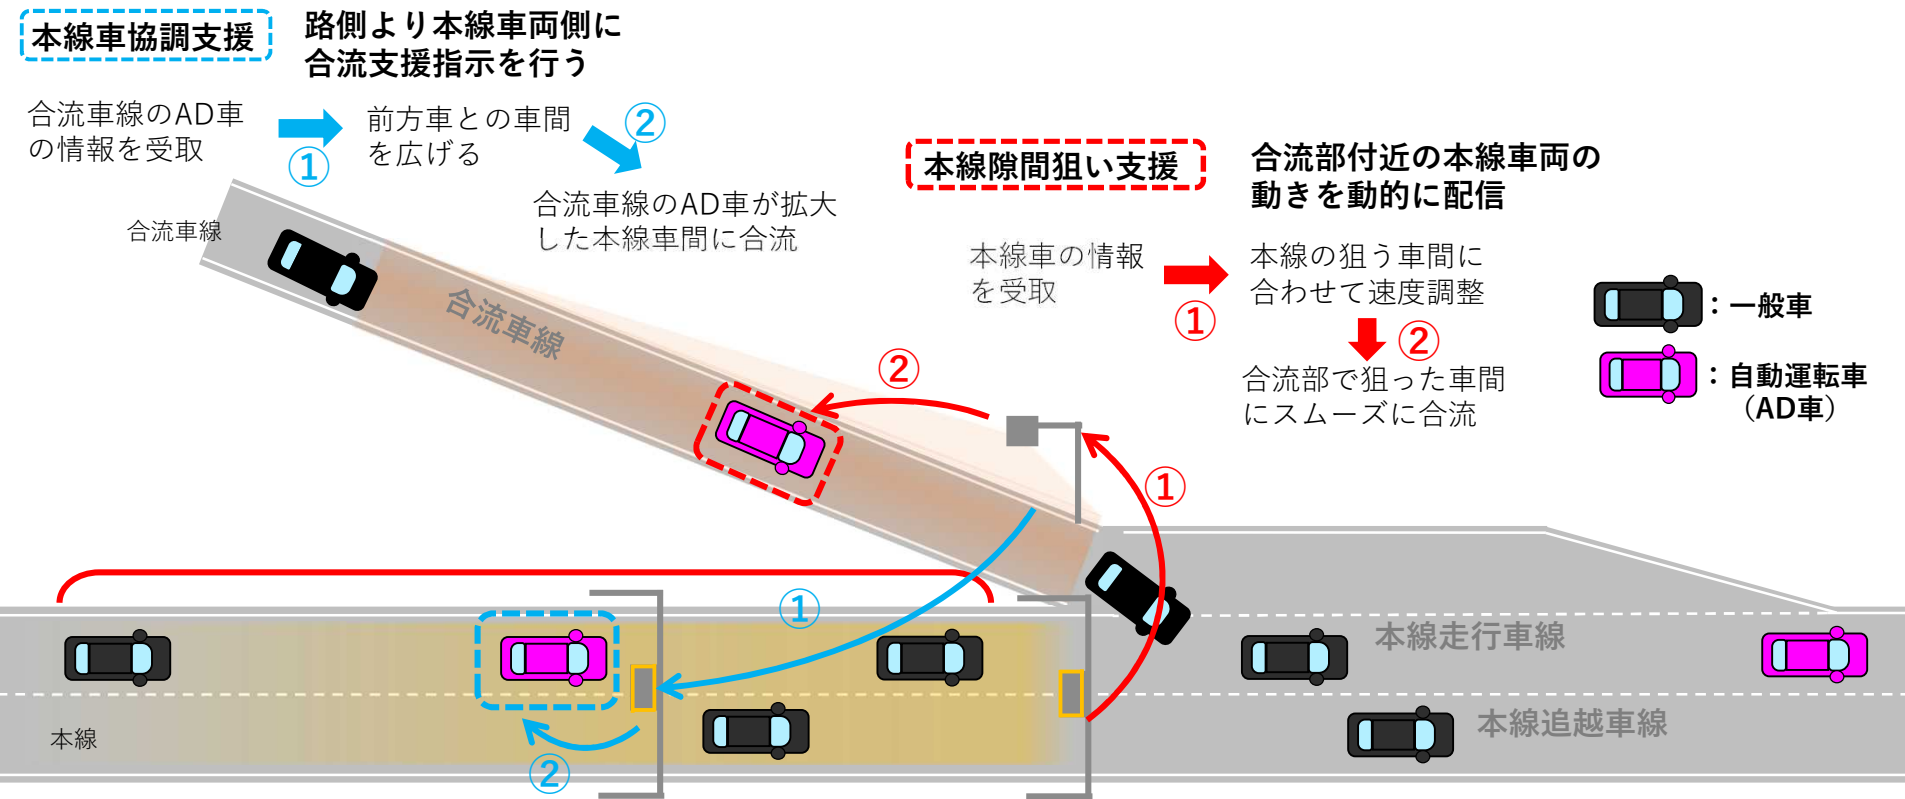 本線車協調支援
路側より本線車両側に
合流支援指示を行う
合流車線のAD車
の情報を受取
①
前方車との車間
を広げる
②
合流車線のAD車が拡大
した本線車間に合流
本線隙間狙い支援
合流部付近の本線車両の
動きを動的に配信
本線車の情報
を受取
①
本線の狙う車間に
合わせて速度調整
②
合流部で狙った車間
にスムーズに合流
：一般車
：自動運転車
（AD車）
合流車線
合流車線
②
①
①
②
本線走行車線
本線追越車線
本線